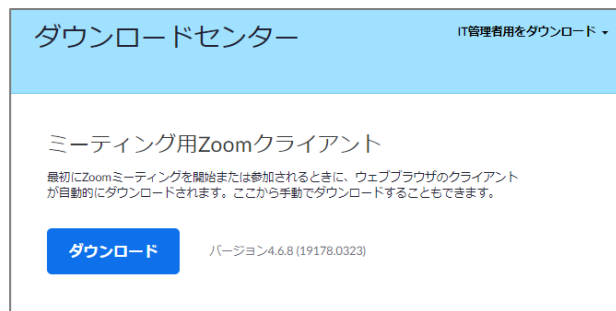 ダウンロードセンター
IT管理者用をダウンロード
ミーティング用Zoomクライアント
最初にZoomミーティングを開始または参加されるときに、ウェブブラウザのクライアント
が自動的にダウンロードされます。ここから手動でダウンロードすることもできます。
ダウンロード
バージョン4.6.8 (19178.0323)